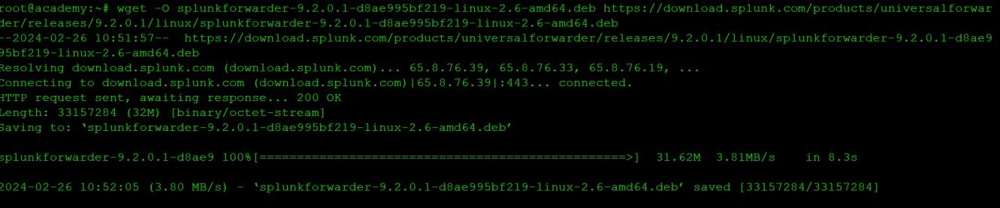 root@academy:~# wget -O splunkforwarder-9.2.0.1-d8ae995bf219-linux-2.6-amd64.deb https://download.splunk.com/products/universalforwar
der/releases/9.2.0.1/linux/splunkforwarder-9.2.0.1-d8ae995bf219-linux-2.6-amd64.deb
--2024-02-26 10:51:57--  https://download.splunk.com/products/universalforwarder/releases/9.2.0.1/linux/splunkforwarder-9.2.0.1-d8ae9
95bf219-linux-2.6-amd64.deb
Resolving download.splunk.com (download.splunk.com)... 65.8.76.39, 65.8.76.33, 65.8.76.19, ...
Connecting to download.splunk.com (download.splunk.com)|65.8.76.39|:443... connected.
HTTP request sent, awaiting response... 200 OK
Length: 33157284 (32M) [binary/octet-stream]
Saving to: ‘splunkforwarder-9.2.0.1-d8ae995bf219-linux-2.6-amd64.deb’
splunkforwarder-9.2.0.1-d8ae9 100%[=================================================>]  31.62M  3.81MB/s    in 8.3s
2024-02-26 10:52:05 (3.80 MB/s) - ‘splunkforwarder-9.2.0.1-d8ae995bf219-linux-2.6-amd64.deb’ saved [33157284/33157284]